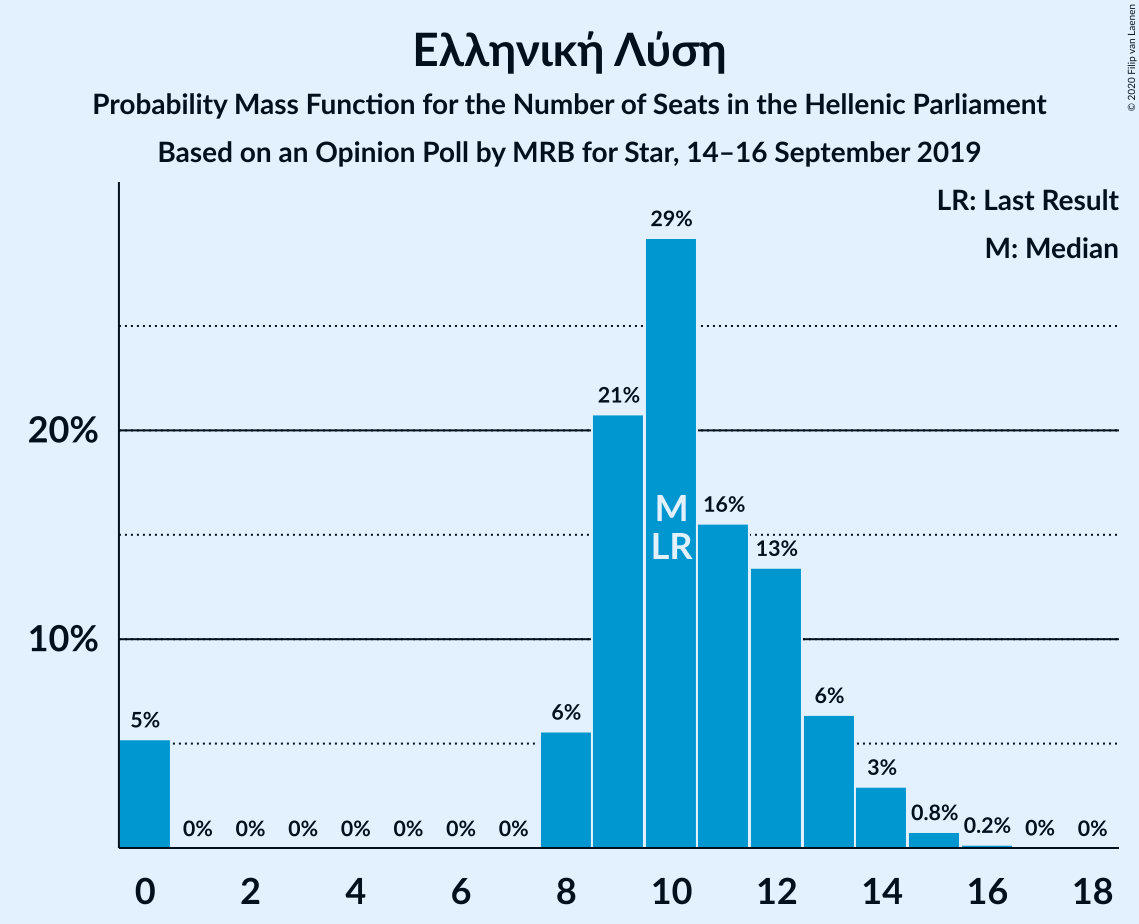 Ελληνική Λύση
Probability Mass Function for the Number of Seats in the Hellenic Parliament
Based on an Opinion Poll by MRB for Star, 14–16 September 2019
© 2020 Filip van Laenen
LR: Last Result
M: Median
29%
21%
20%
M
LR
16%
13%
10%
6%
5%
6%
3%
0.8%
0.2%
0% 0% 0% 0% 0% 0% 0% 0% 0%
0 2 4 6 8 10 12 14 16 18